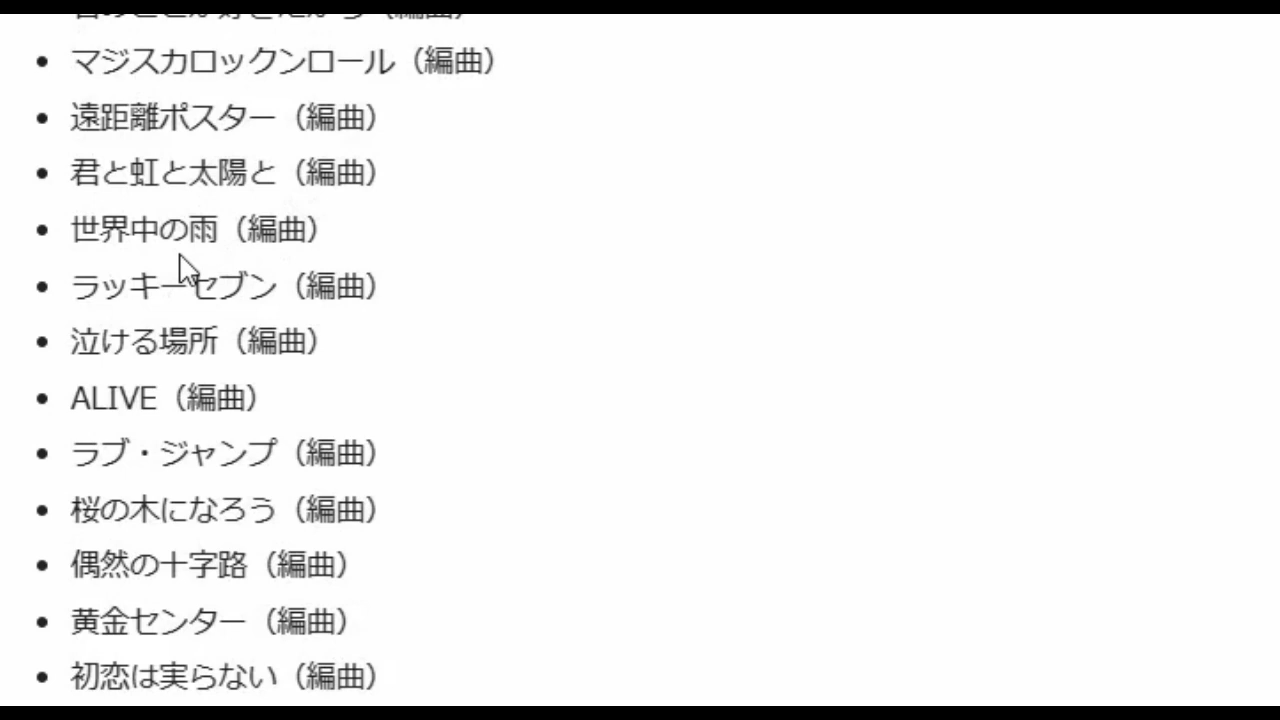 マジスカロックンロール（編曲）
遠距離ポスター（編曲）
君と虹と太陽と（編曲）
世界中の雨（編曲）
ラッキーセブン（編曲）
泣ける場所（編曲）
ALIVE（編曲）
ラブ・ジャンプ（編曲）
桜の木になろう（編曲）
偶然の十字路（編曲）
黄金センター（編曲）
初恋は実らない（編曲）